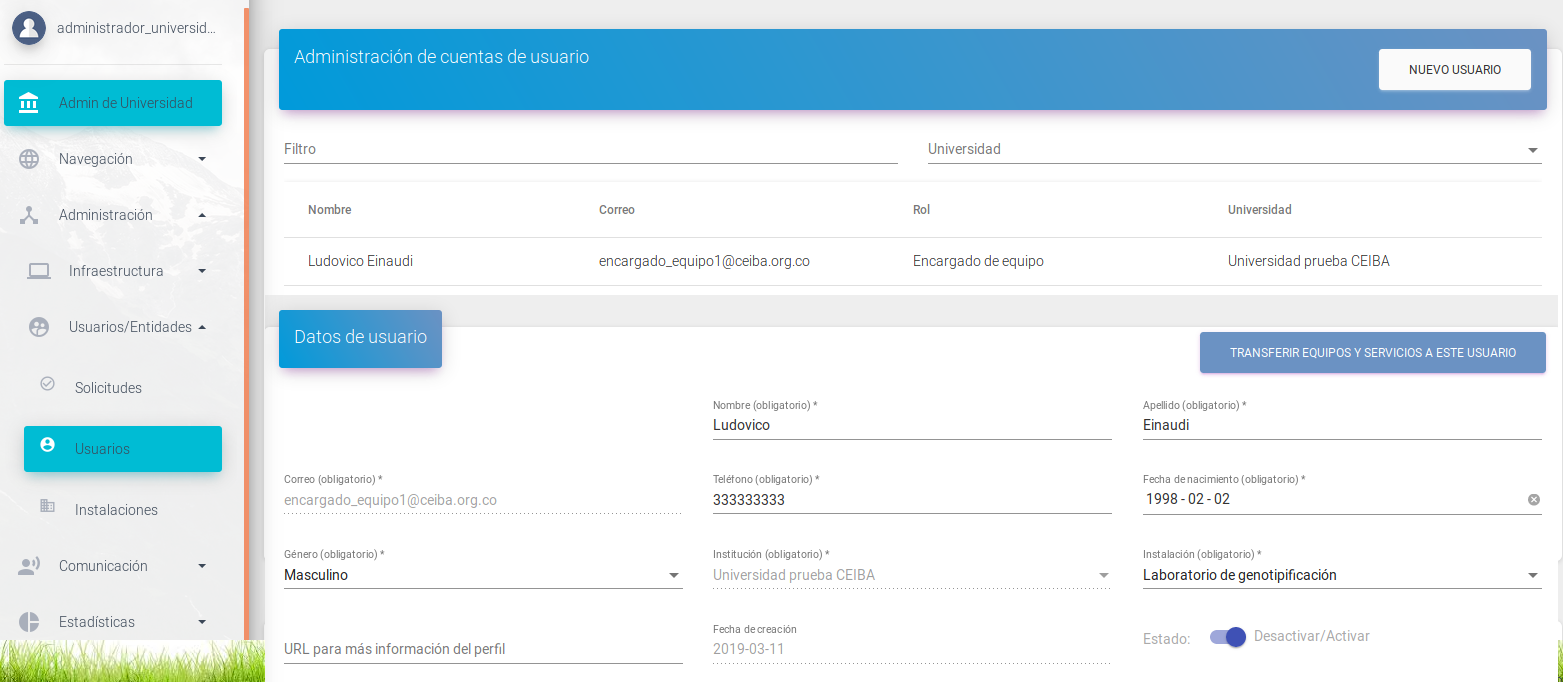 administrador_universid...
Admin de Universidad
Navegación
Administración
Infraestructura
Usuarios/Entidades
Solicitudes
Usuarios
Instalaciones
Comunicación
Estadísticas
Administración de cuentas de usuario
NUEVO USUARIO
Filtro Universidad
Nombre Correo Rol Universidad
Ludovico Einaudi encargado_equipo1@ceiba.org.co Encargado de equipo Universidad prueba CEIBA
Datos de usuario
TRANSFERIR EQUIPOS Y SERVICIOS A ESTE USUARIO
Nombre (obligatorio) * Apellido (obligatorio) *
Ludovico Einaudi
Correo (obligatorio) * Teléfono (obligatorio) * Fecha de nacimiento (obligatorio) *
encargado_equipo1@ceiba.org.co 333333333 1998 - 02 - 02
Género (obligatorio) * Institución (obligatorio) * Instalación (obligatorio) *
Masculino Universidad prueba CEIBA Laboratorio de genotipificación
Fecha de creación
URL para más información del perfil 2019-03-11 Estado: Desactivar/Activar